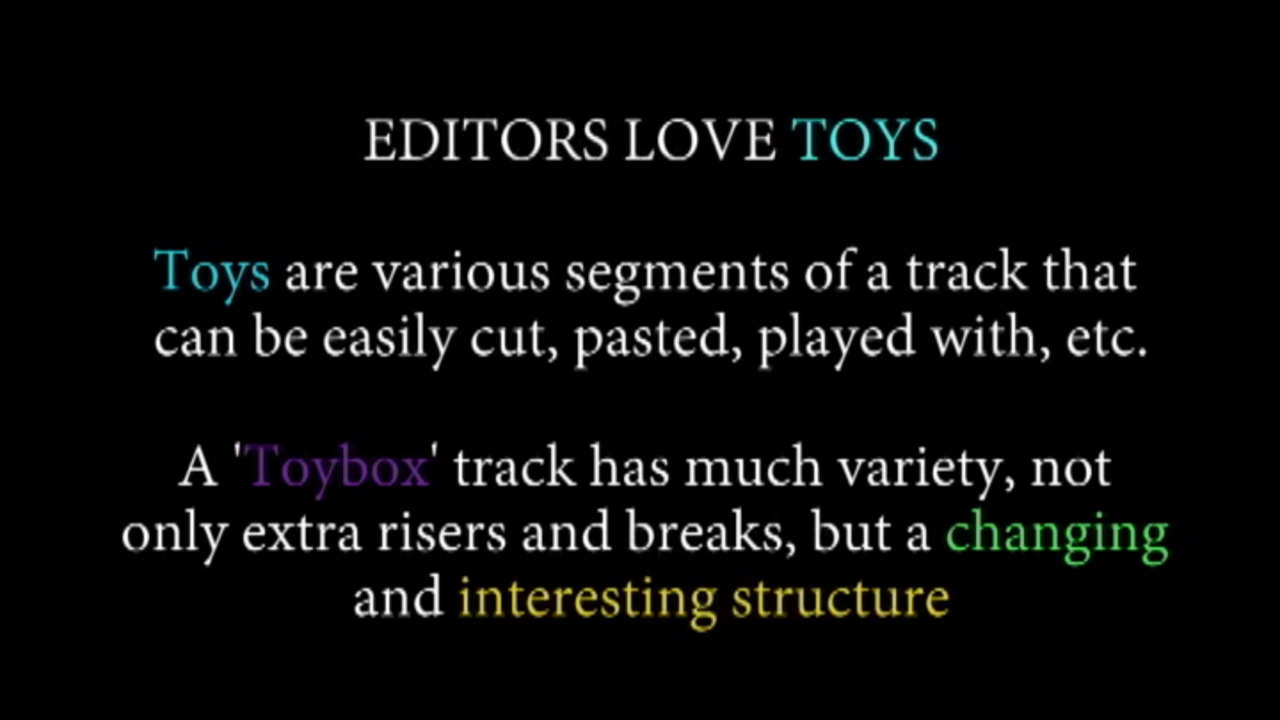 EDITORS LOVE TOYS
Toys are various segments of a track that
can be easily cut, pasted, played with, etc.
A 'Toybox' track has much variety, not
only extra risers and breaks, but a changing
and interesting structure